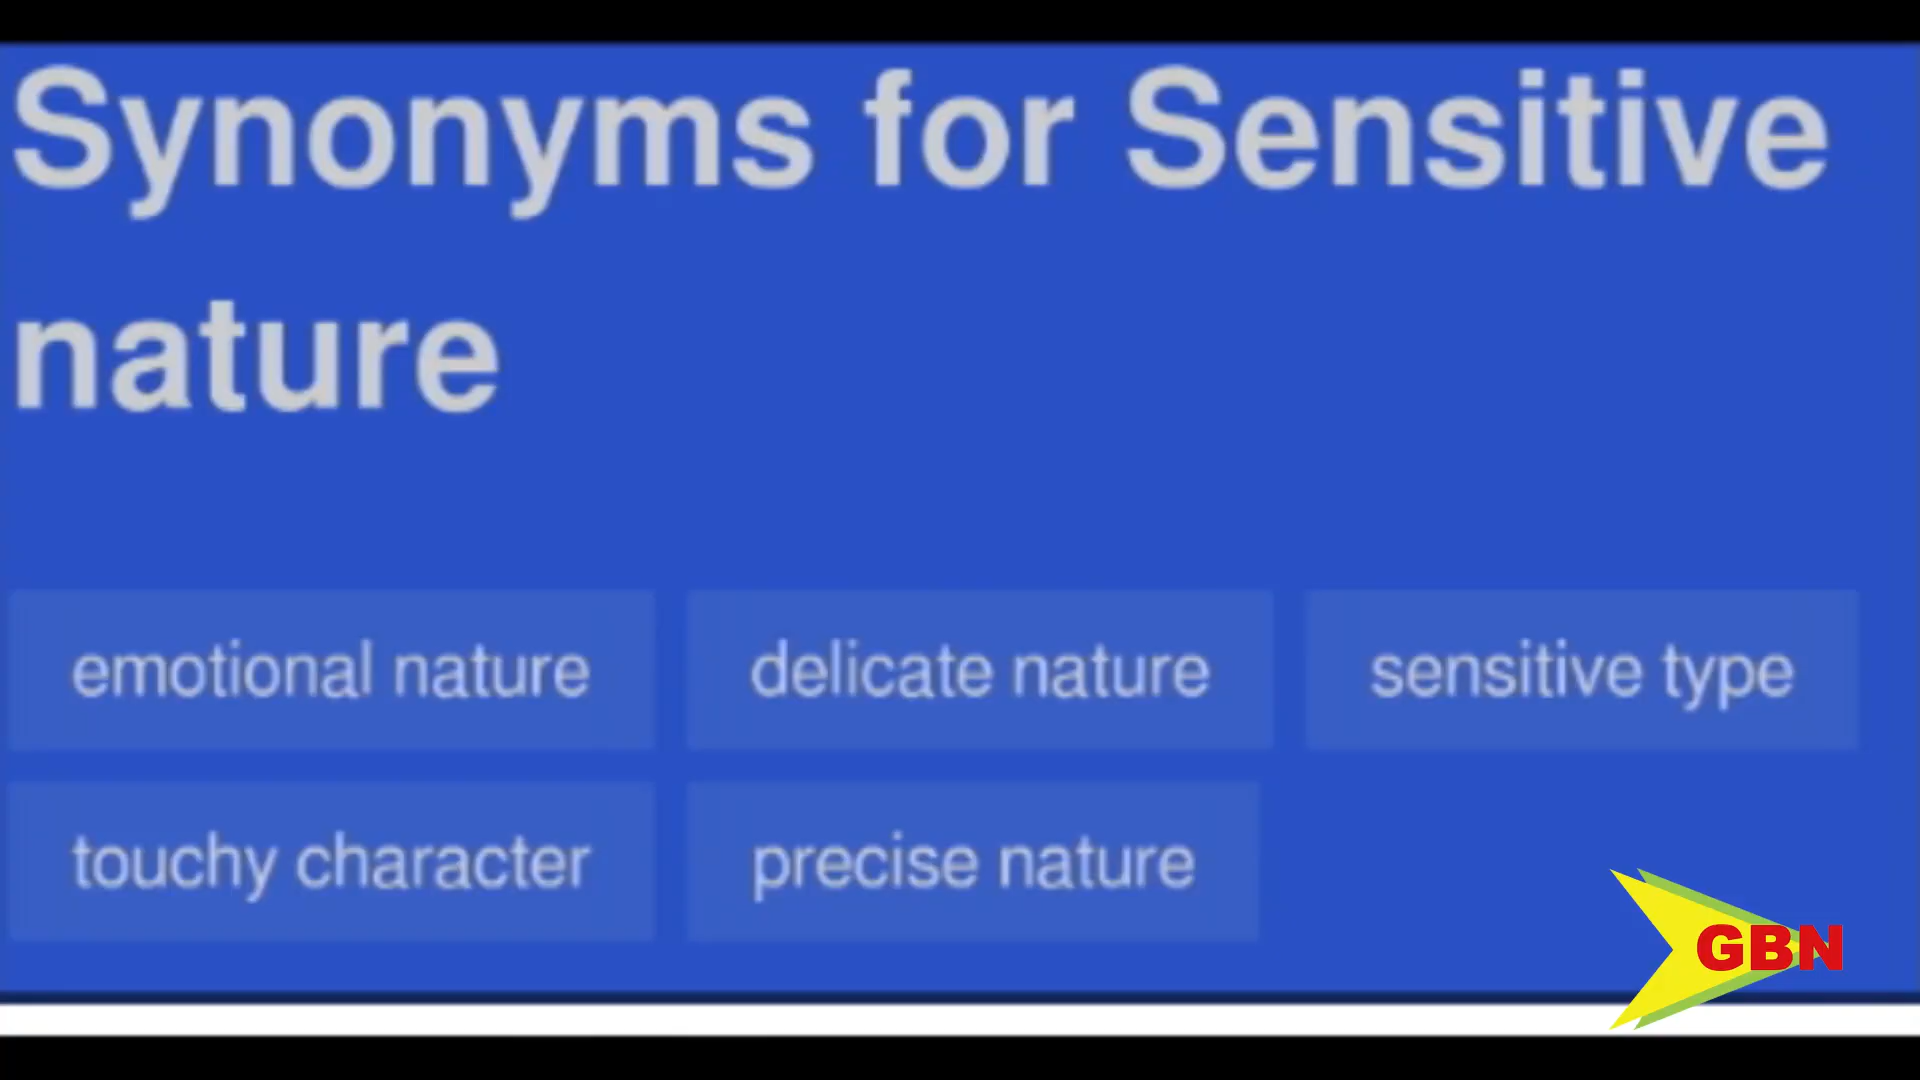 Synonyms for Sensitive
nature
emotional nature
delicate nature
sensitive type
touchy character
precise nature
GBN